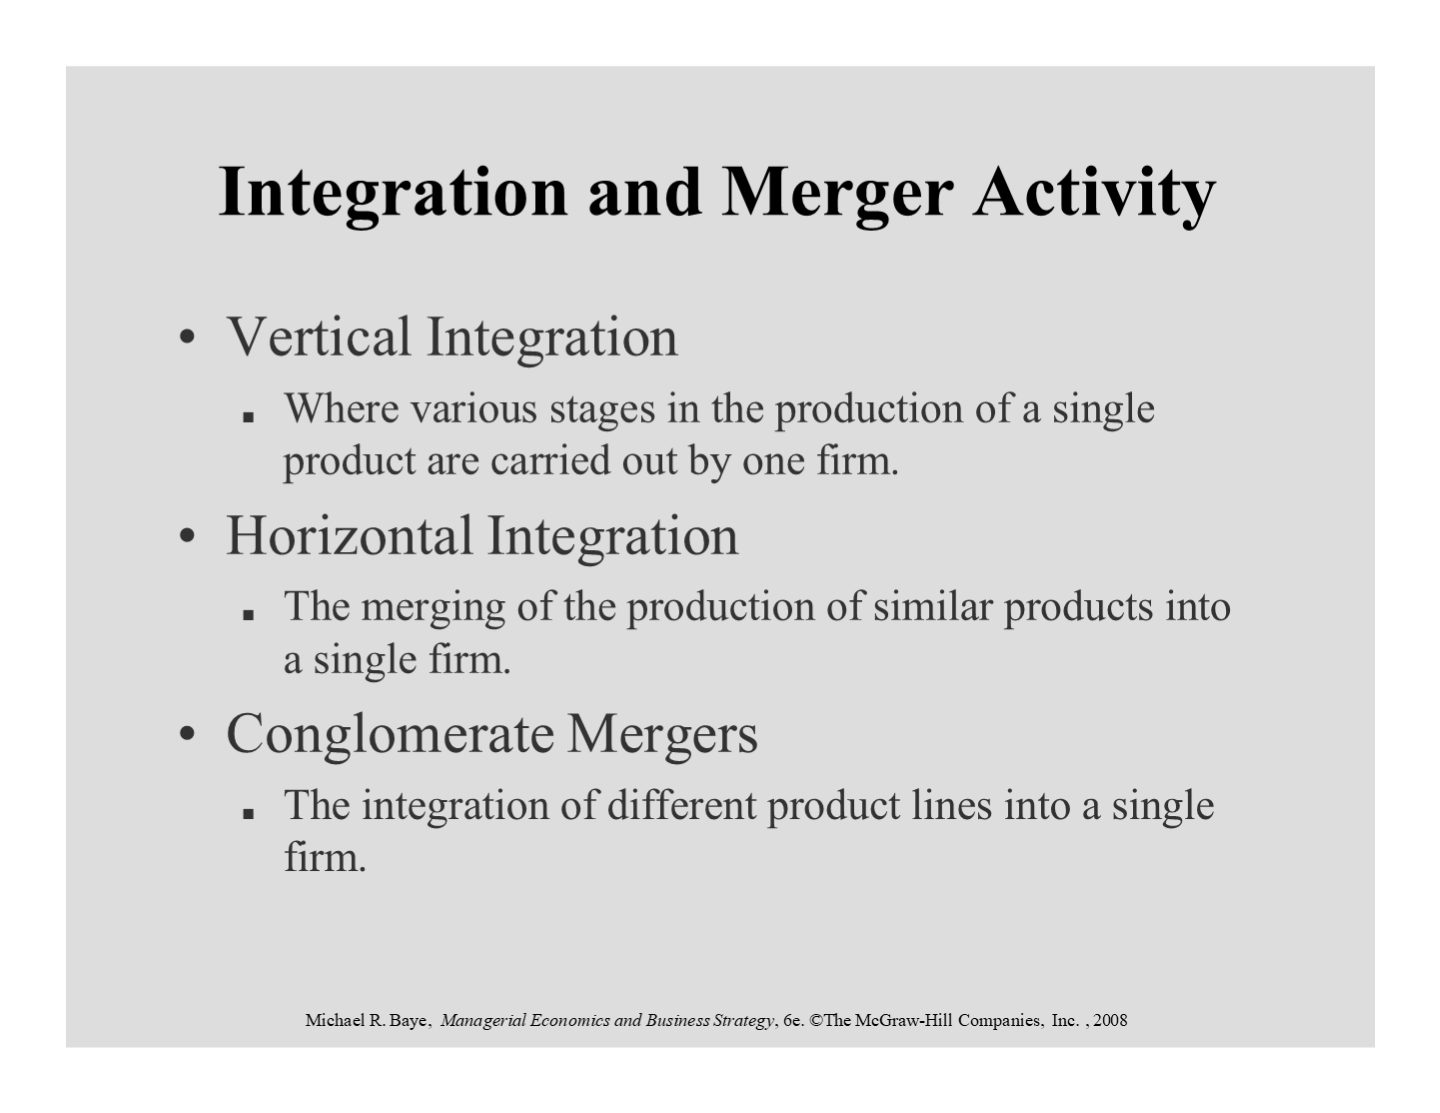 Integration and Merger Activity
• Vertical Integration
▪ Where various stages in the production of a single
product are carried out by one firm.
• Horizontal Integration
▪ The merging of the production of similar products into
a single firm.
• Conglomerate Mergers
▪ The integration of different product lines into a single
firm.
Michael R. Baye, Managerial Economics and Business Strategy, 6e. ©The McGraw-Hill Companies, Inc. , 2008